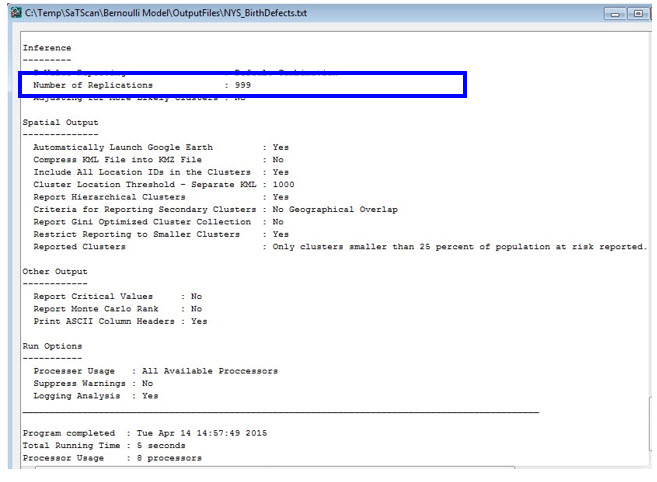 C:\Temp\SaTScan\Bernoulli Model\OutputFiles\NYS_BirthDefects.txt
Inference
---------
Number of Replications : 999
Adjusting for More Likely Clusters : No
Spatial Output
--------------
Automatically Launch Google Earth : Yes
Compress KML File into KMZ File : No
Include All Location IDs in the Clusters : Yes
Cluster Location Threshold - Separate KML : 1000
Report Hierarchical Clusters : Yes
Criteria for Reporting Secondary Clusters : No Geographical Overlap
Report Gini Optimized Cluster Collection : No
Restrict Reporting to Smaller Clusters : Yes
Reported Clusters : Only clusters smaller than 25 percent of population at risk reported.
Other Output
------------
Report Critical Values : No
Report Monte Carlo Rank : No
Print ASCII Column Headers : Yes
Run Options
-----------
Processer Usage : All Available Proccessors
Suppress Warnings : No
Logging Analysis : Yes
Program completed : Tue Apr 14 14:57:49 2015
Total Running Time : 5 seconds
Processor Usage : 8 processors